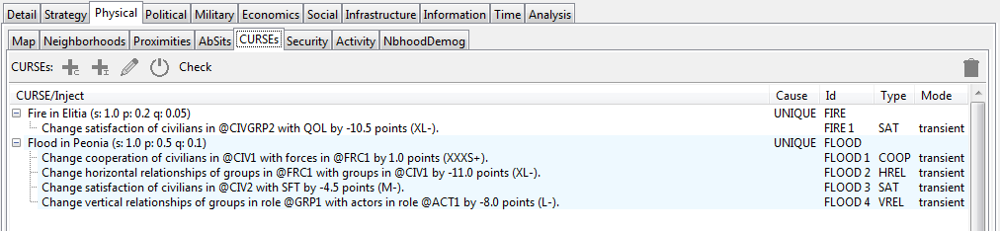 Detail Strategy Physical Political Military Economics Social Infrastructure Information Time Analysis
Map Neighborhoods Proximities AbSits CURSEs Security Activity NbhoodDemog
CURSEs: +C +I Check
CURSE/Inject Cause Id Type Mode
Fire in Elitia (s: 1.0 p: 0.2 q: 0.05) UNIQUE FIRE
Change satisfaction of civilians in @CIVGRP2 with QOL by -10.5 points (XL-). FIRE 1 SAT transient
Flood in Peonia (s: 1.0 p: 0.5 q: 0.1) UNIQUE FLOOD
Change cooperation of civilians in @CIV1 with forces in @FRC1 by 1.0 points (XXXS+). FLOOD 1 COOP transient
Change horizontal relationships of groups in @FRC1 with groups in @CIV1 by -11.0 points (XL-). FLOOD 2 HREL transient
Change satisfaction of civilians in @CIV2 with SFT by -4.5 points (M-). FLOOD 3 SAT transient
Change vertical relationships of groups in role @GRP1 with actors in role @ACT1 by -8.0 points (L-). FLOOD 4 VREL transient